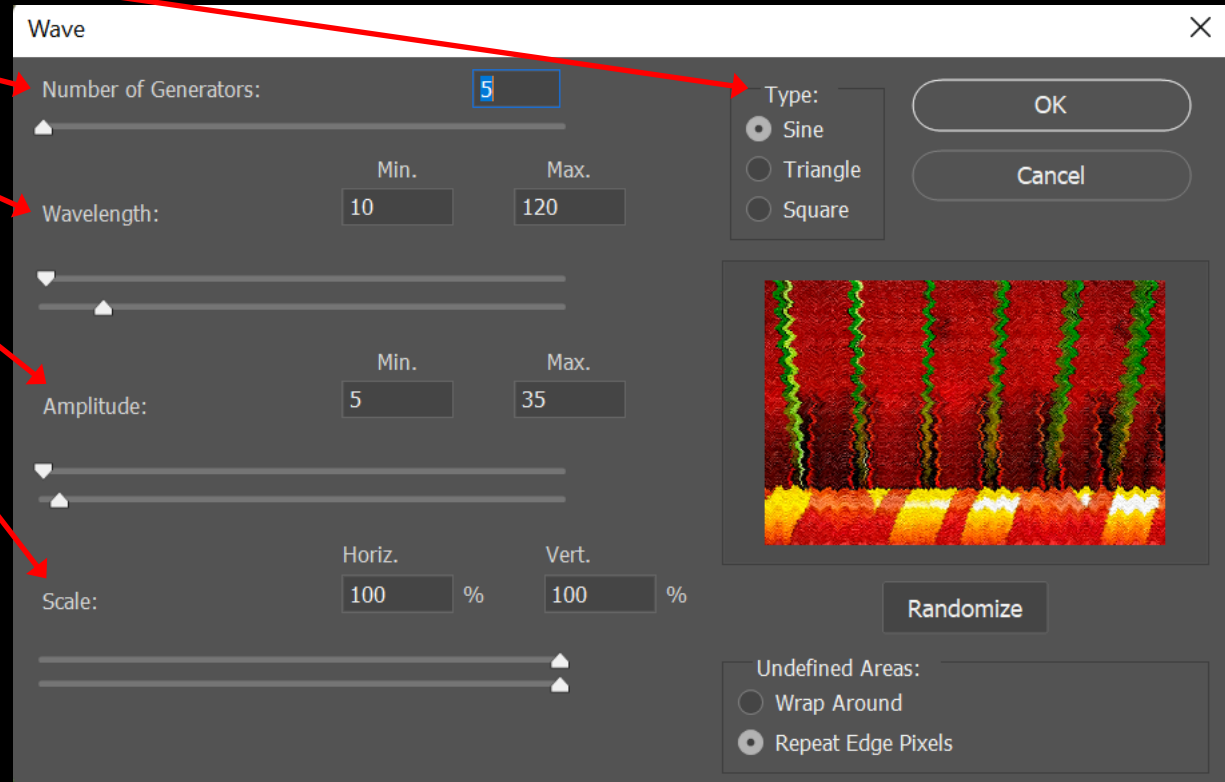 Wave
Number of Generators: 5
Min. Max.
Wavelength: 10 120
Min. Max.
Amplitude: 5 35
Horiz. Vert.
Scale: 100 % 100 %
Type:
Sine
Triangle
Square
OK
Cancel
Randomize
Undefined Areas:
Wrap Around
Repeat Edge Pixels